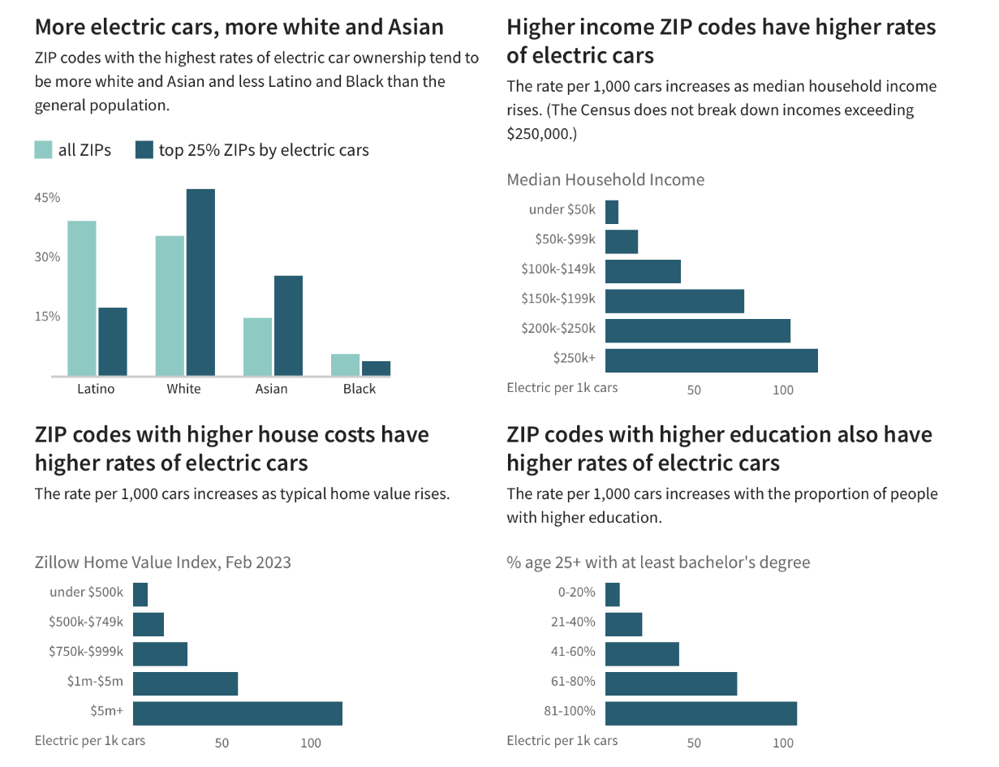 More electric cars, more white and Asian
ZIP codes with the highest rates of electric car ownership tend to
be more white and Asian and less Latino and Black than the
general population.
all ZIPs
top 25% ZIPs by electric cars
45%
30%
15%
Latino
White
Asian
Black
Higher income ZIP codes have higher rates
of electric cars
The rate per 1,000 cars increases as median household income
rises. (The Census does not break down incomes exceeding
$250,000.)
Median Household Income
under $50k
$50k-$99k
$100k-$149k
$150k-$199k
$200k-$250k
$250k+
Electric per 1k cars
50
100
ZIP codes with higher house costs have
higher rates of electric cars
The rate per 1,000 cars increases as typical home value rises.
Zillow Home Value Index, Feb 2023
under $500k
$500k-$749k
$750k-$999k
$1m-$5m
$5m+
Electric per 1k cars
50
100
ZIP codes with higher education also have
higher rates of electric cars
The rate per 1,000 cars increases with the proportion of people
with higher education.
% age 25+ with at least bachelor's degree
0-20%
21-40%
41-60%
61-80%
81-100%
Electric per 1k cars
50
100